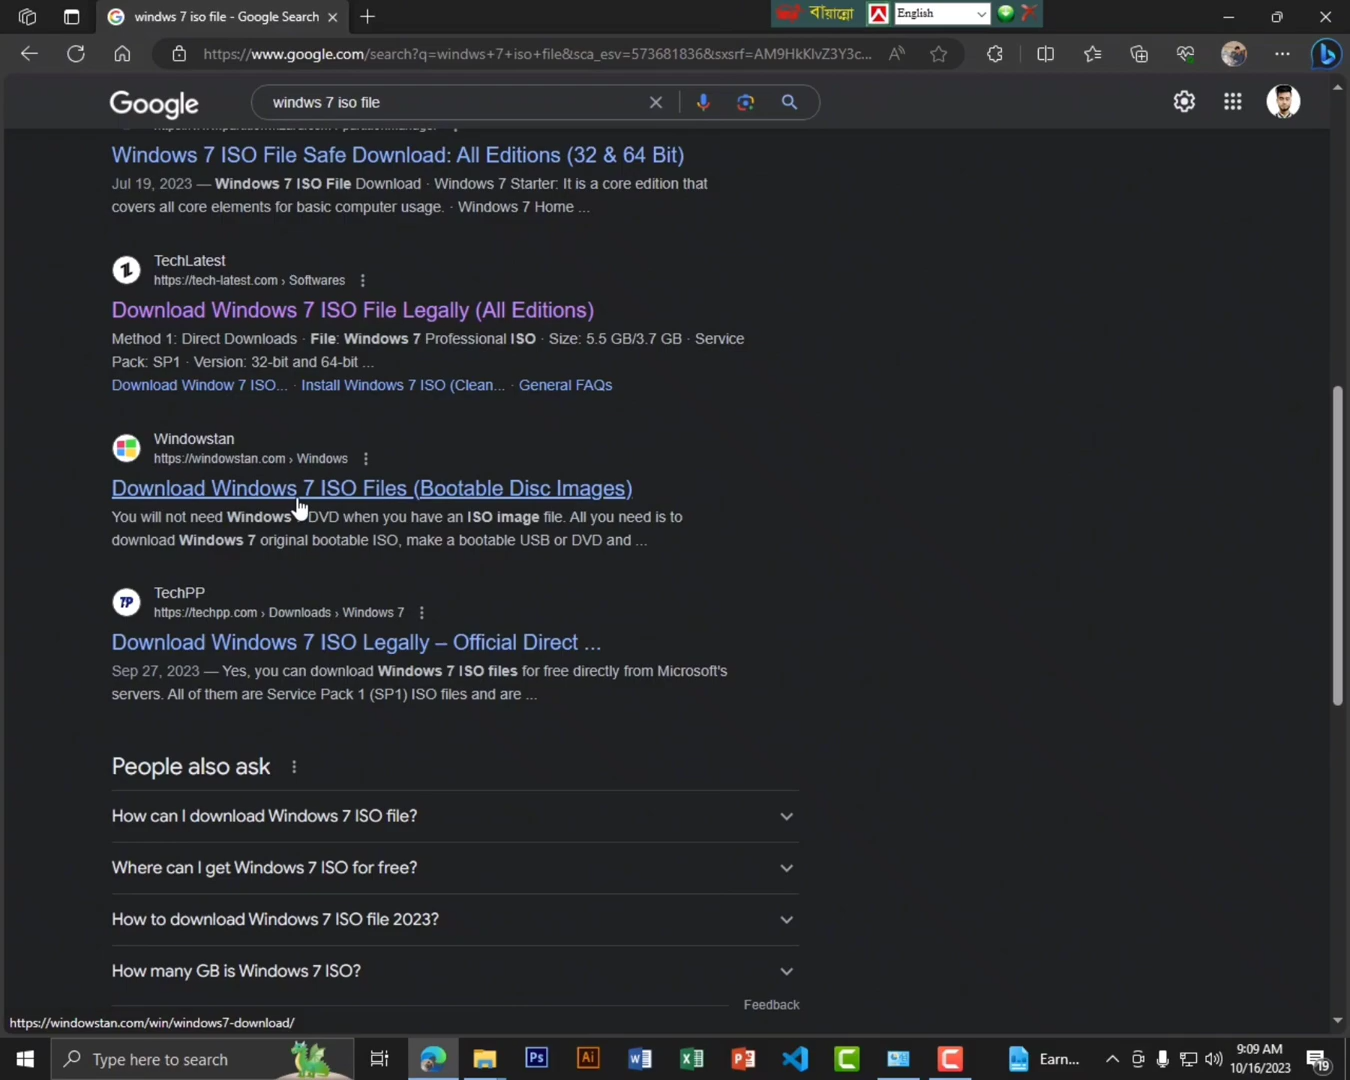 windws 7 iso file - Google Search
বাঁয়ান্নো
English
https://www.google.com/search?q=windws+7+iso+file&sca_esv=573681836&sxsrf=AM9HkKlvZ3Y3c...
Google
windws 7 iso file
Windows 7 ISO File Safe Download: All Editions (32 & 64 Bit)
Jul 19, 2023 — Windows 7 ISO File Download · Windows 7 Starter: It is a core edition that
covers all core elements for basic computer usage. · Windows 7 Home ...
TechLatest
https://tech-latest.com › Softwares
Download Windows 7 ISO File Legally (All Editions)
Method 1: Direct Downloads · File: Windows 7 Professional ISO · Size: 5.5 GB/3.7 GB · Service
Pack: SP1 · Version: 32-bit and 64-bit ...
Download Window 7 ISO... · Install Windows 7 ISO (Clean... · General FAQs
Windowstan
https://windowstan.com › Windows
Download Windows 7 ISO Files (Bootable Disc Images)
You will not need Windows DVD when you have an ISO image file. All you need is to
download Windows 7 original bootable ISO, make a bootable USB or DVD and ...
TP
TechPP
https://techpp.com › Downloads › Windows 7
Download Windows 7 ISO Legally – Official Direct ...
Sep 27, 2023 — Yes, you can download Windows 7 ISO files for free directly from Microsoft's
servers. All of them are Service Pack 1 (SP1) ISO files and are ...
People also ask
How can I download Windows 7 ISO file?
Where can I get Windows 7 ISO for free?
How to download Windows 7 ISO file 2023?
How many GB is Windows 7 ISO?
Feedback
https://windowstan.com/win/windows7-download/
Type here to search
Ps
Ai
Earn...
9:09 AM
10/16/2023
19